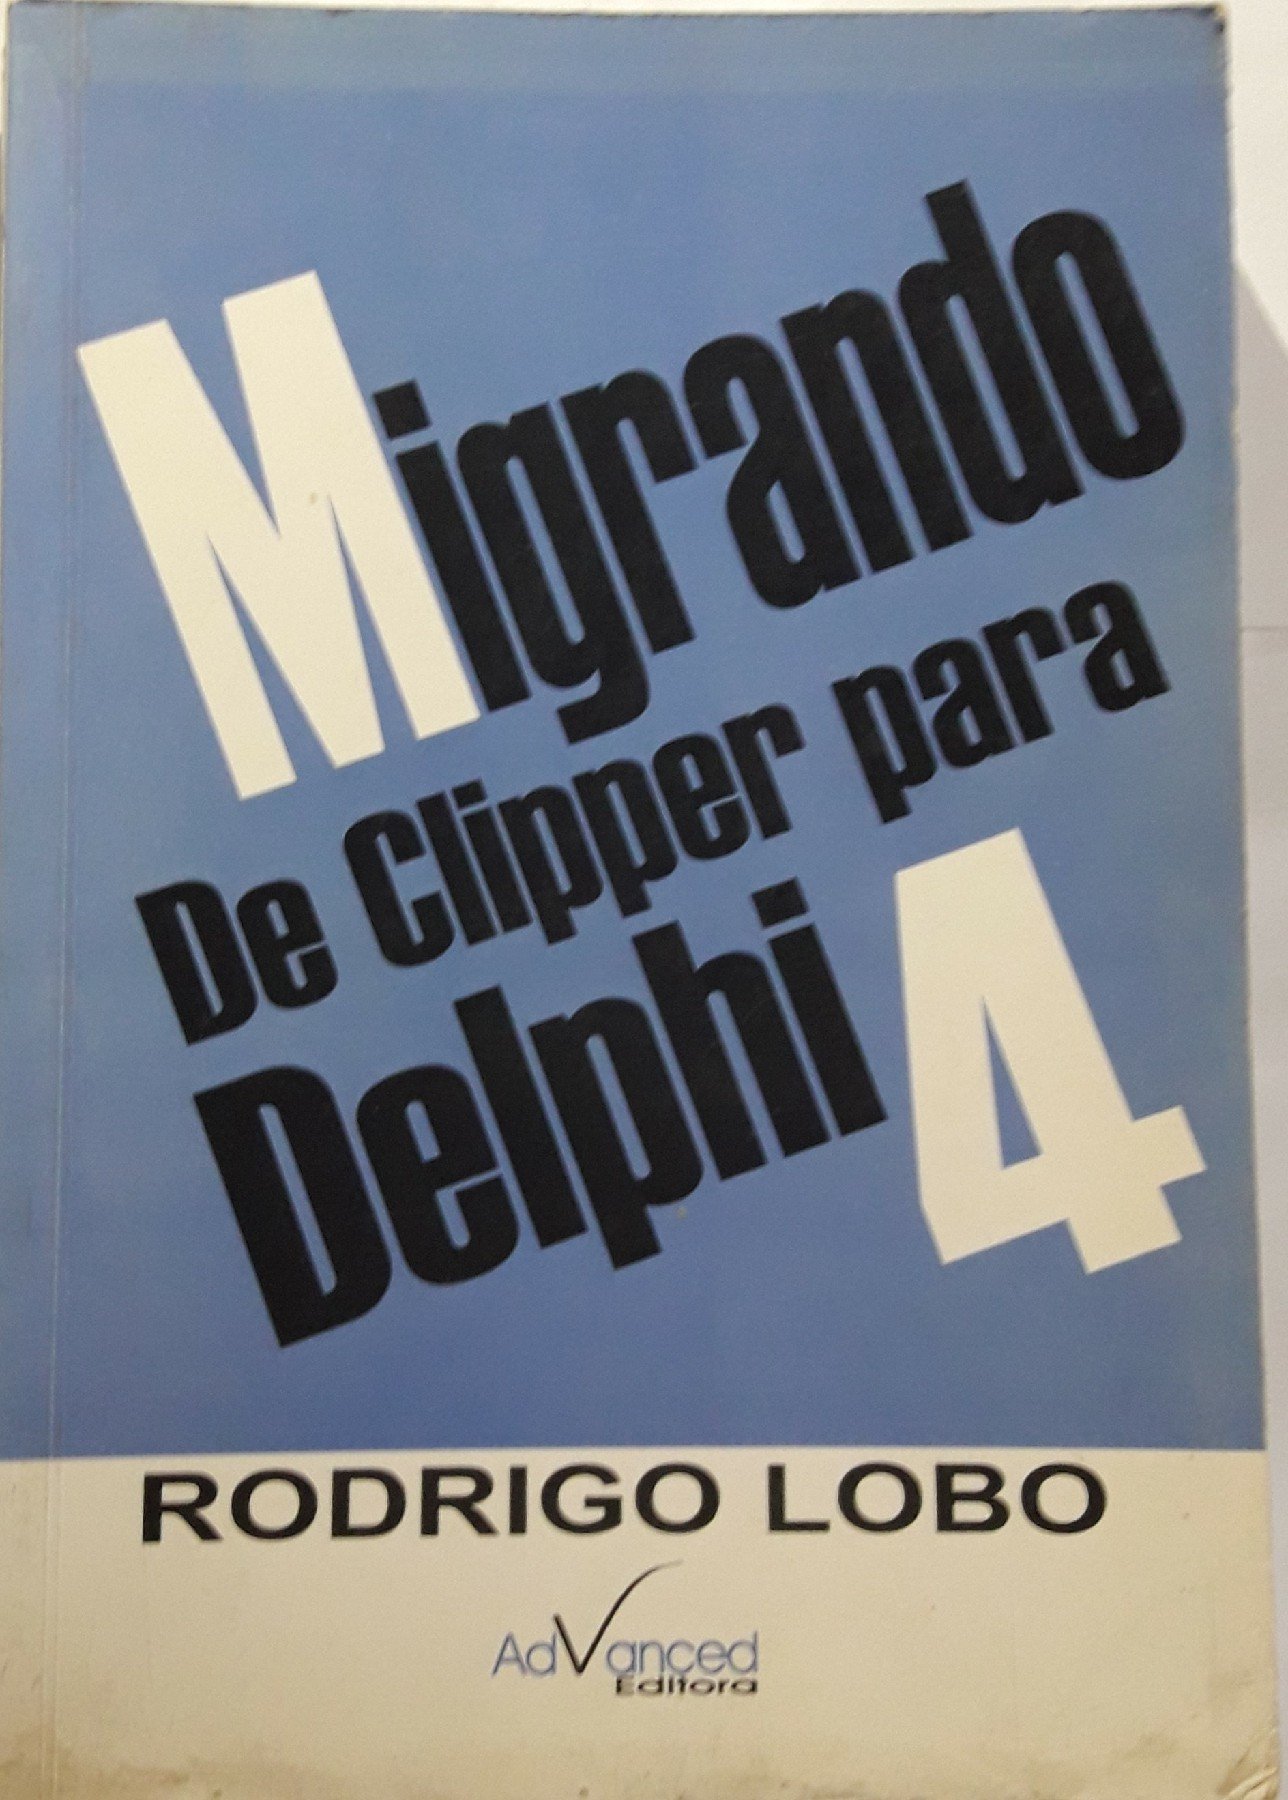 Migrando
De Clipper para
Delphi 4
RODRIGO LOBO
AdVanced
Editora